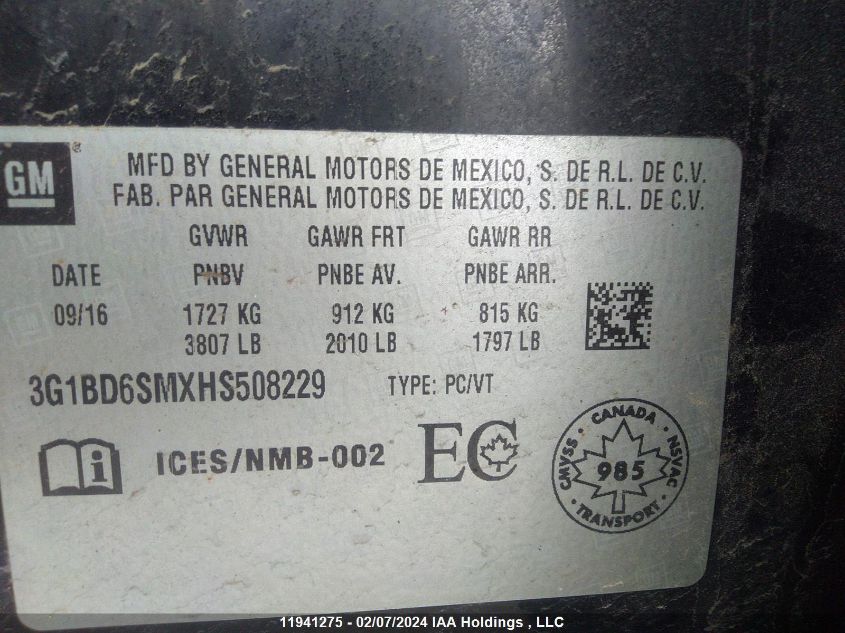 GM
MFD BY GENERAL MOTORS DE MEXICO, S. DE R.L. DE C.V.
FAB. PAR GENERAL MOTORS DE MEXICO, S. DE R.L. DE C.V.
GVWR GAWR FRT GAWR RR
DATE PNBV PNBE AV. PNBE ARR.
09/16 1727 KG 912 KG 815 KG
3807 LB 2010 LB 1797 LB
3G1BD6SMXHS508229 TYPE: PC/VT
i ICES/NMB-002 EC
CMVSS • CANADA • NSVAC
985
• TRANSPORT •
11941275 - 02/07/2024 IAA Holdings , LLC